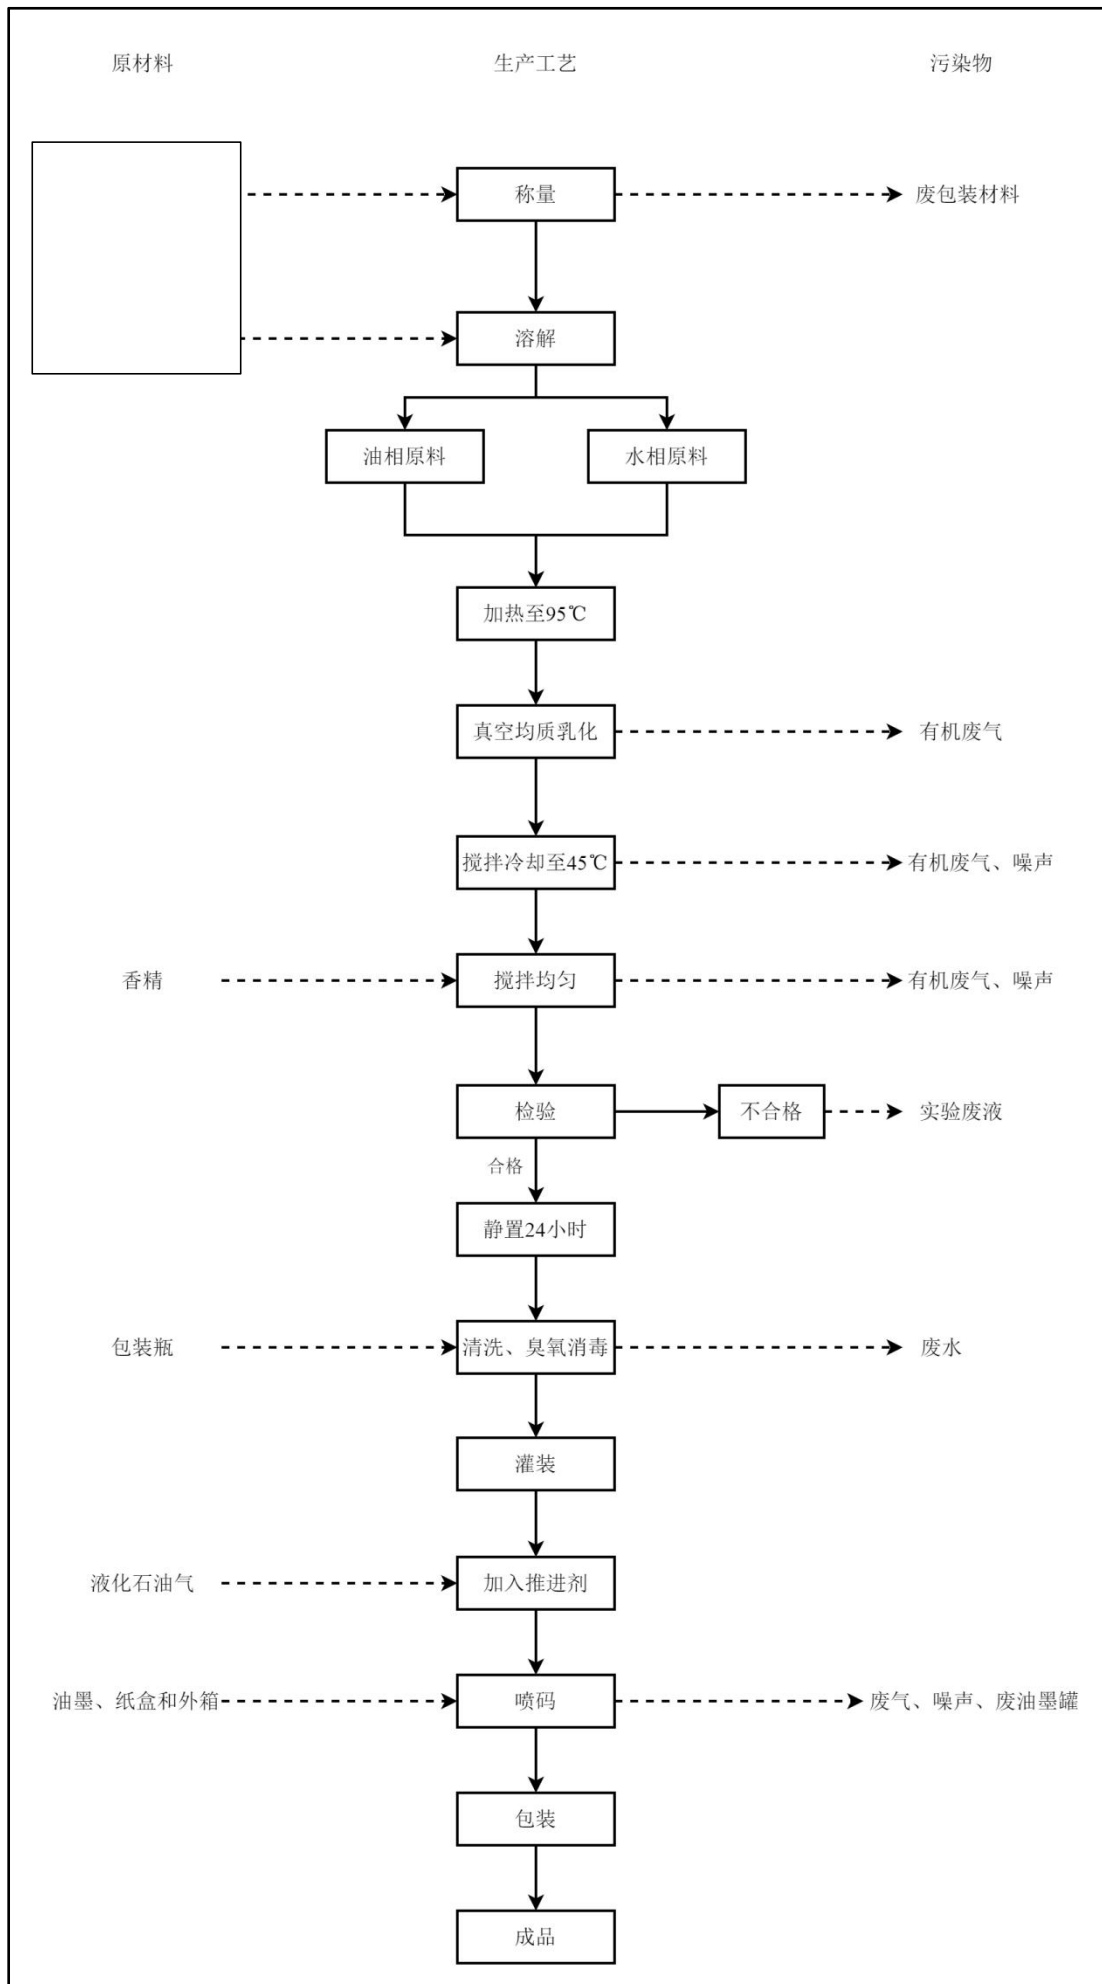 原材料
生产工艺
污染物
称量
废包装材料
溶解
油相原料
水相原料
加热至95℃
真空均质乳化
有机废气
搅拌冷却至45℃
有机废气、噪声
香精
搅拌均匀
有机废气、噪声
检验
不合格
实验废液
合格
静置24小时
包装瓶
清洗、臭氧消毒
废水
灌装
液化石油气
加入推进剂
油墨、纸盒和外箱
喷码
废气、噪声、废油墨罐
包装
成品